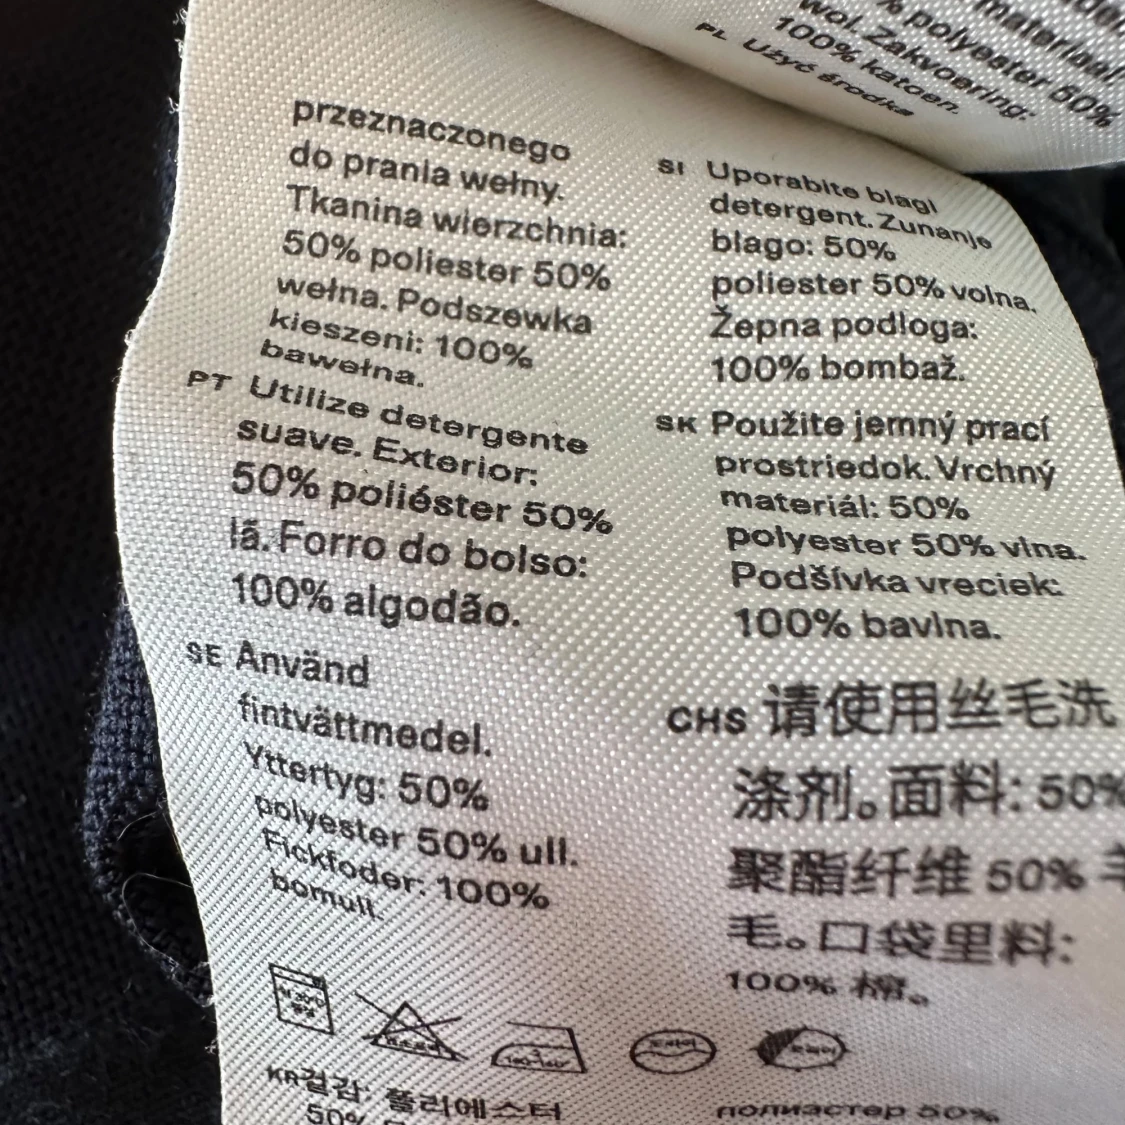 materiaal
% polyester 50%
wol. Zakvoering:
100% katoen.
PL Użyć środka
przeznaczonego
do prania wełny.
Tkanina wierzchnia:
50% poliester 50%
wełna. Podszewka
kieszeni: 100%
bawełna.
PT Utilize detergente
suave. Exterior:
50% poliéster 50%
lã. Forro do bolso:
100% algodão.
SE Använd
fintvättmedel.
Yttertyg: 50%
polyester 50% ull.
Fickfoder: 100%
bomull.
SI Uporabite blagi
detergent. Zunanje
blago: 50%
poliester 50% volna.
Žepna podloga:
100% bombaž.
SK Použite jemný prací
prostriedok. Vrchný
materiál: 50%
polyester 50% vlna.
Podšívka vreciek:
100% bavlna.
CHS 请使用丝毛洗
涤剂。面料: 50%
聚酯纤维 50% 羊
毛。口袋里料:
100% 棉。
KR 겉감: 폴리에스터
50%
полиэстер 50%